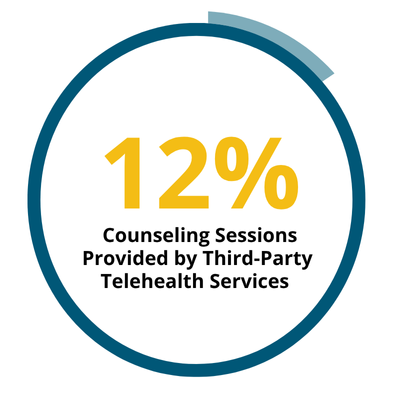 12%
Counseling Sessions
Provided by Third-Party
Telehealth Services